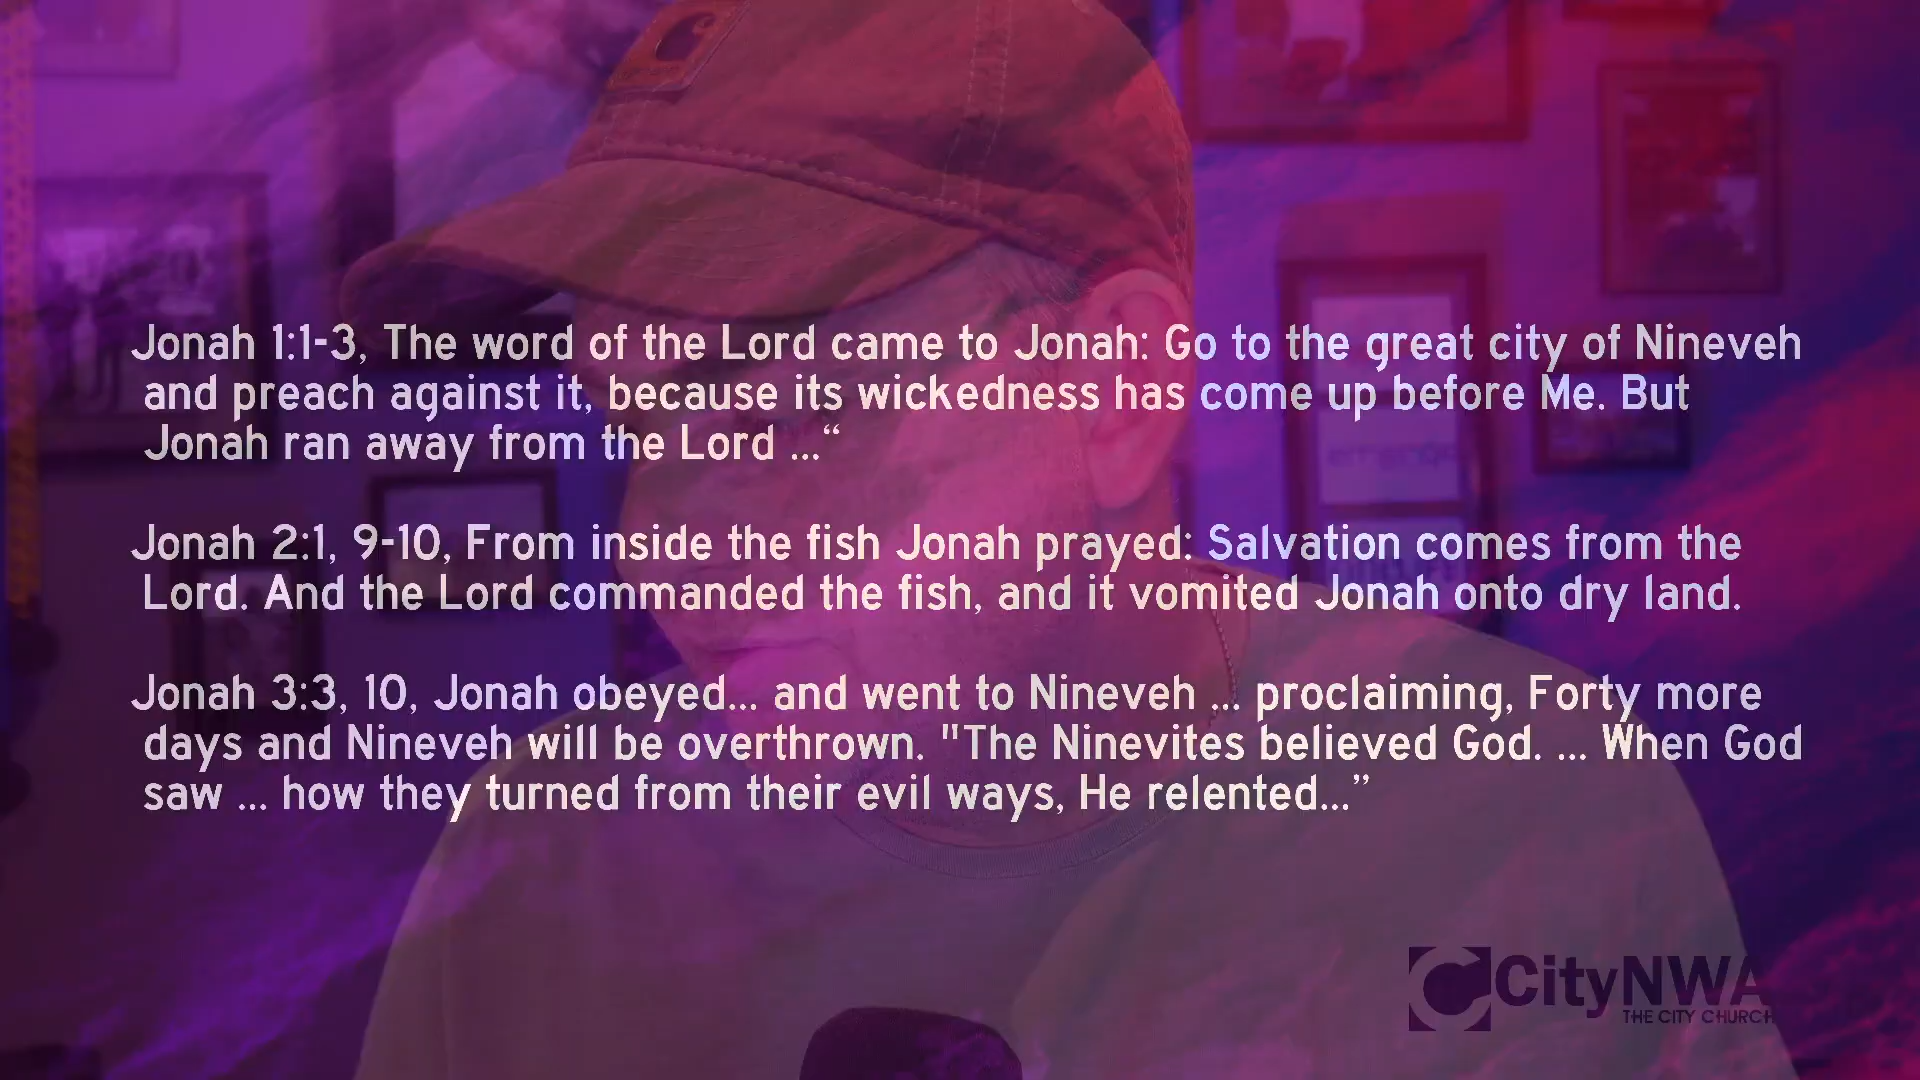 Jonah 1:1-3, The word of the Lord came to Jonah: Go to the great city of Nineveh
and preach against it, because its wickedness has come up before Me. But
Jonah ran away from the Lord ...“
Jonah 2:1, 9-10, From inside the fish Jonah prayed: Salvation comes from the
Lord. And the Lord commanded the fish, and it vomited Jonah onto dry land.
Jonah 3:3, 10, Jonah obeyed... and went to Nineveh ... proclaiming, Forty more
days and Nineveh will be overthrown. "The Ninevites believed God. ... When God
saw ... how they turned from their evil ways, He relented...”
CityNWA
THE CITY CHURCH